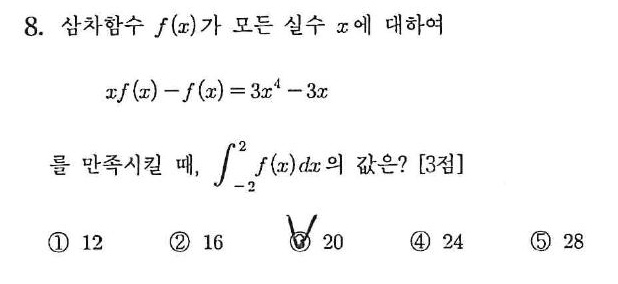 8. 삼차함수 f(x)가 모든 실수 x에 대하여
xf(x)-f(x)=3x⁴-3x
를 만족시킬 때, ∫₋₂² f(x)dx의 값은? [3점]
① 12 ② 16 ③ 20 ④ 24 ⑤ 28